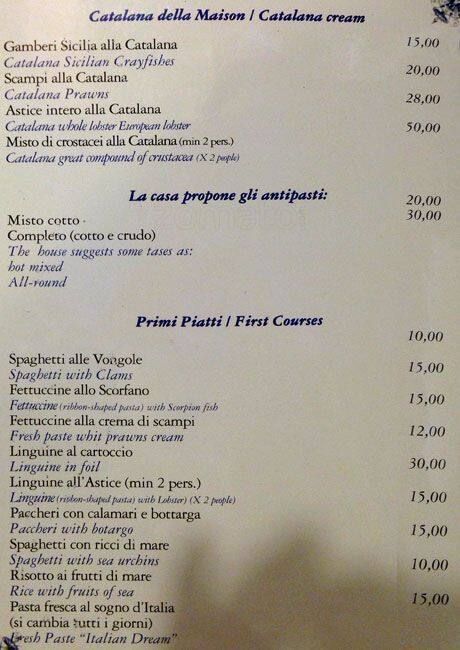 Catalana della Maison / Catalana cream
Gamberi Sicilia alla Catalana 15,00
Catalana Sicilian Crayfishes
Scampi alla Catalana 20,00
Catalana Prawns
Astice intero alla Catalana 28,00
Catalana whole lobster European lobster
Misto di crostacei alla Catalana (min 2 pers.) 50,00
Catalana great compound of crustacea (X 2 people)
La casa propone gli antipasti:
Misto cotto 20,00
Completo (cotto e crudo) 30,00
The house suggests some tases as:
hot mixed
All-round
Primi Piatti / First Courses
Spaghetti alle Vongole 10,00
Spaghetti with Clams
Fettuccine allo Scorfano 15,00
Fettuccine (ribbon-shaped pasta) with Scorpion fish
Fettuccine alla crema di scampi 15,00
Fresh paste whit prawns cream
Linguine al cartoccio 12,00
Linguine in foil
Linguine all'Astice (min 2 pers.) 30,00
Linguine (ribbon-shaped pasta) with Lobster) (X 2 people)
Paccheri con calamari e bottarga 15,00
Paccheri with botargo
Spaghetti con ricci di mare 15,00
Spaghetti with sea urchins
Risotto ai frutti di mare 10,00
Rice with fruits of sea
Pasta fresca al sogno d'Italia 15,00
(si cambia tutti i giorni)
Fresh Paste "Italian Dream"